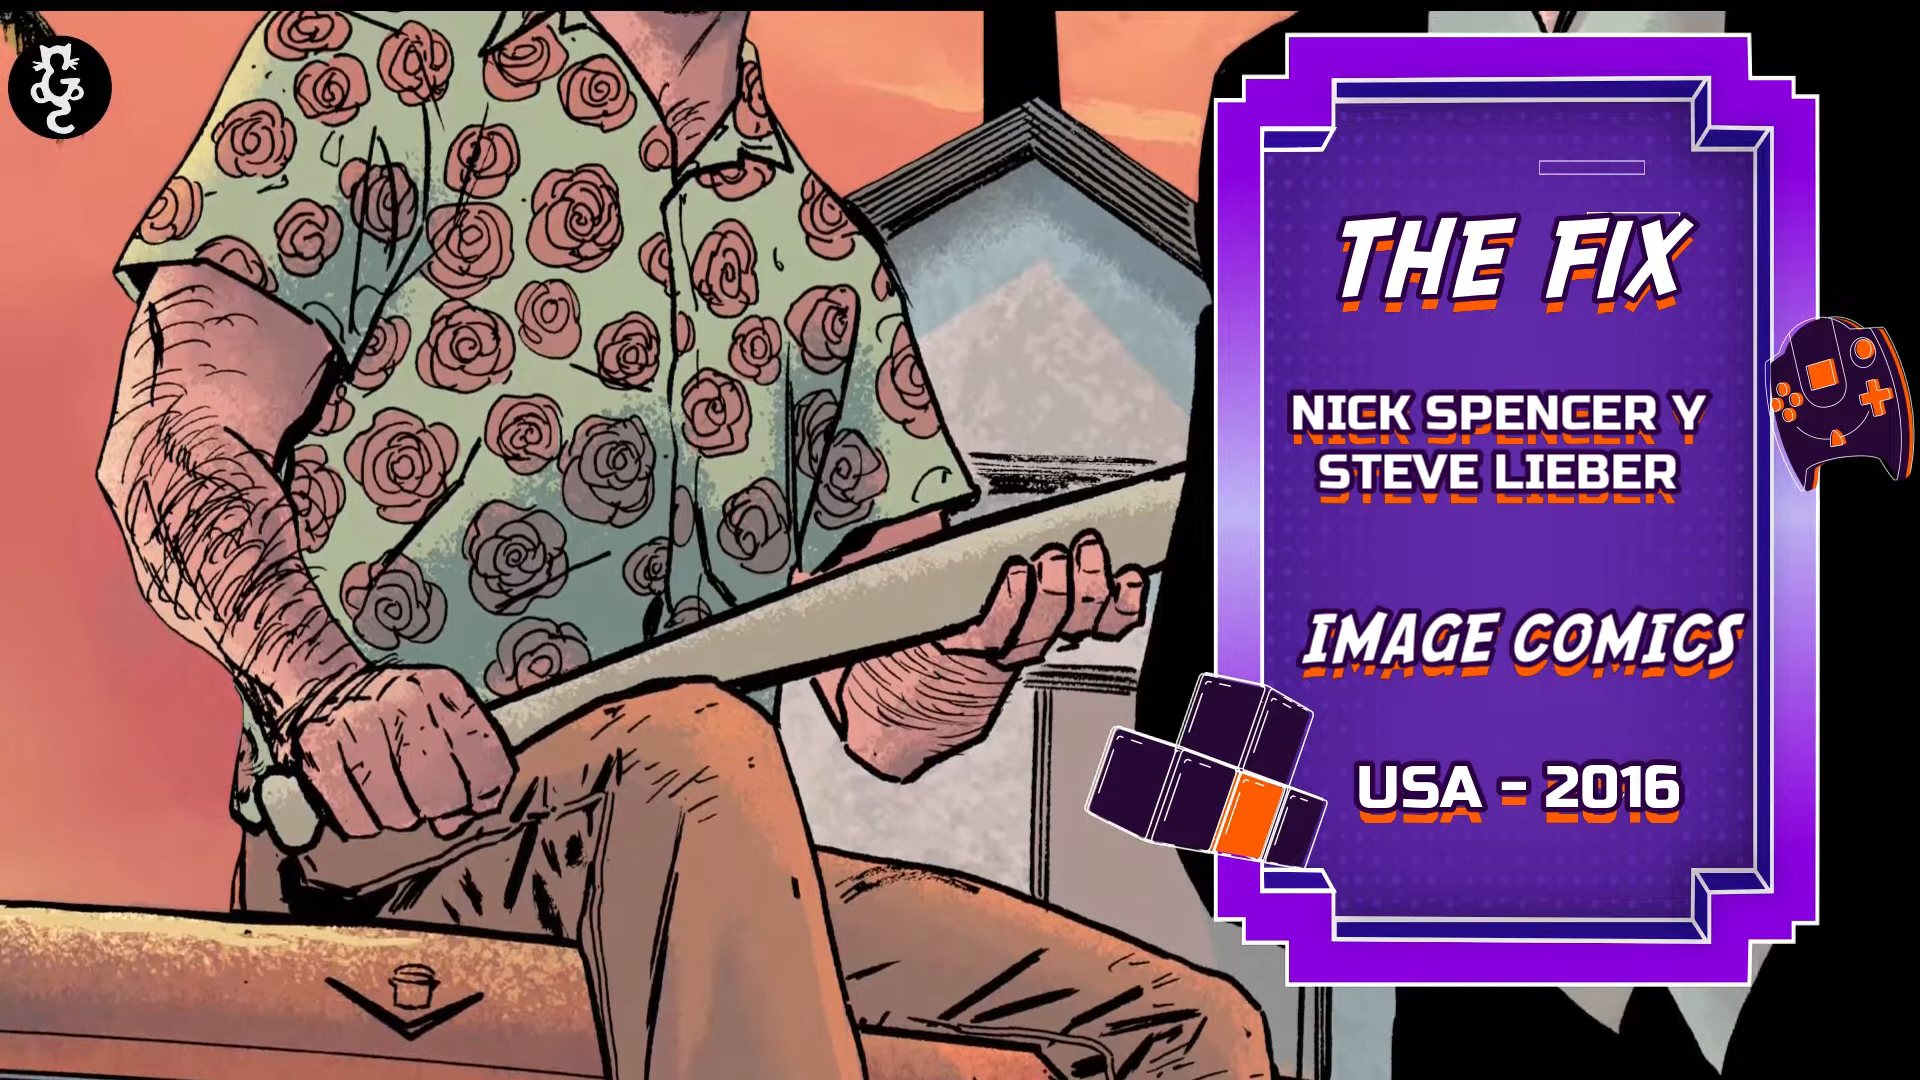 THE FIX
NICK SPENCER Y
STEVE LIEBER
IMAGE COMICS
USA - 2016